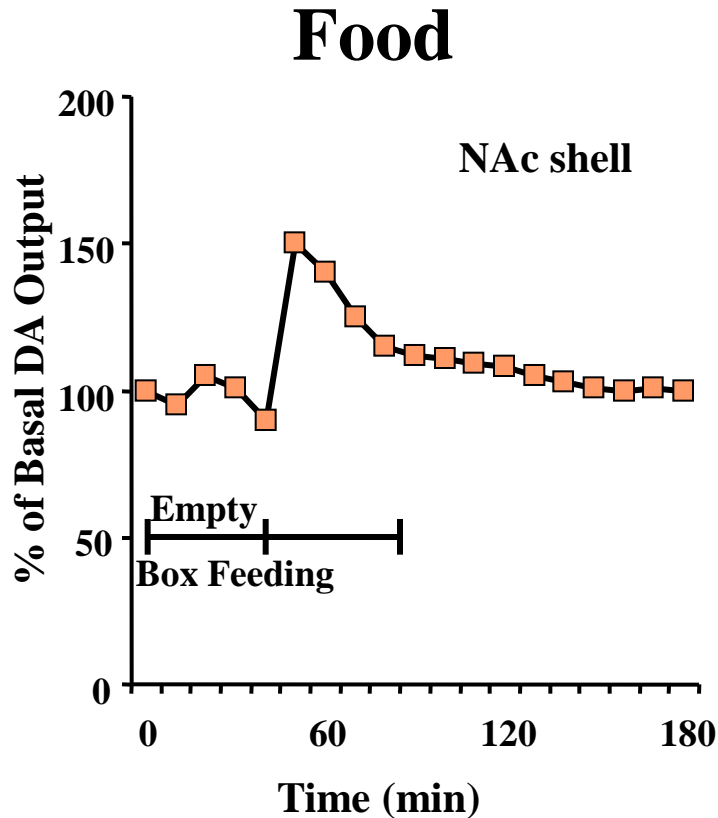 Food
200
NAc shell
150
100
Empty
50
Box Feeding
0
0 60 120 180
Time (min)
% of Basal DA Output